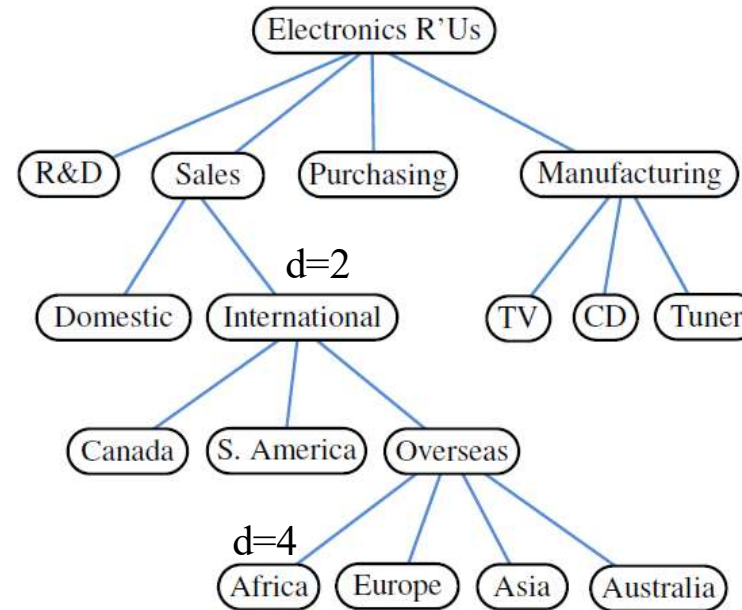 Electronics R'Us
R&D Sales Purchasing Manufacturing
d=2
Domestic International TV CD Tuner
Canada S. America Overseas
d=4
Africa Europe Asia Australia